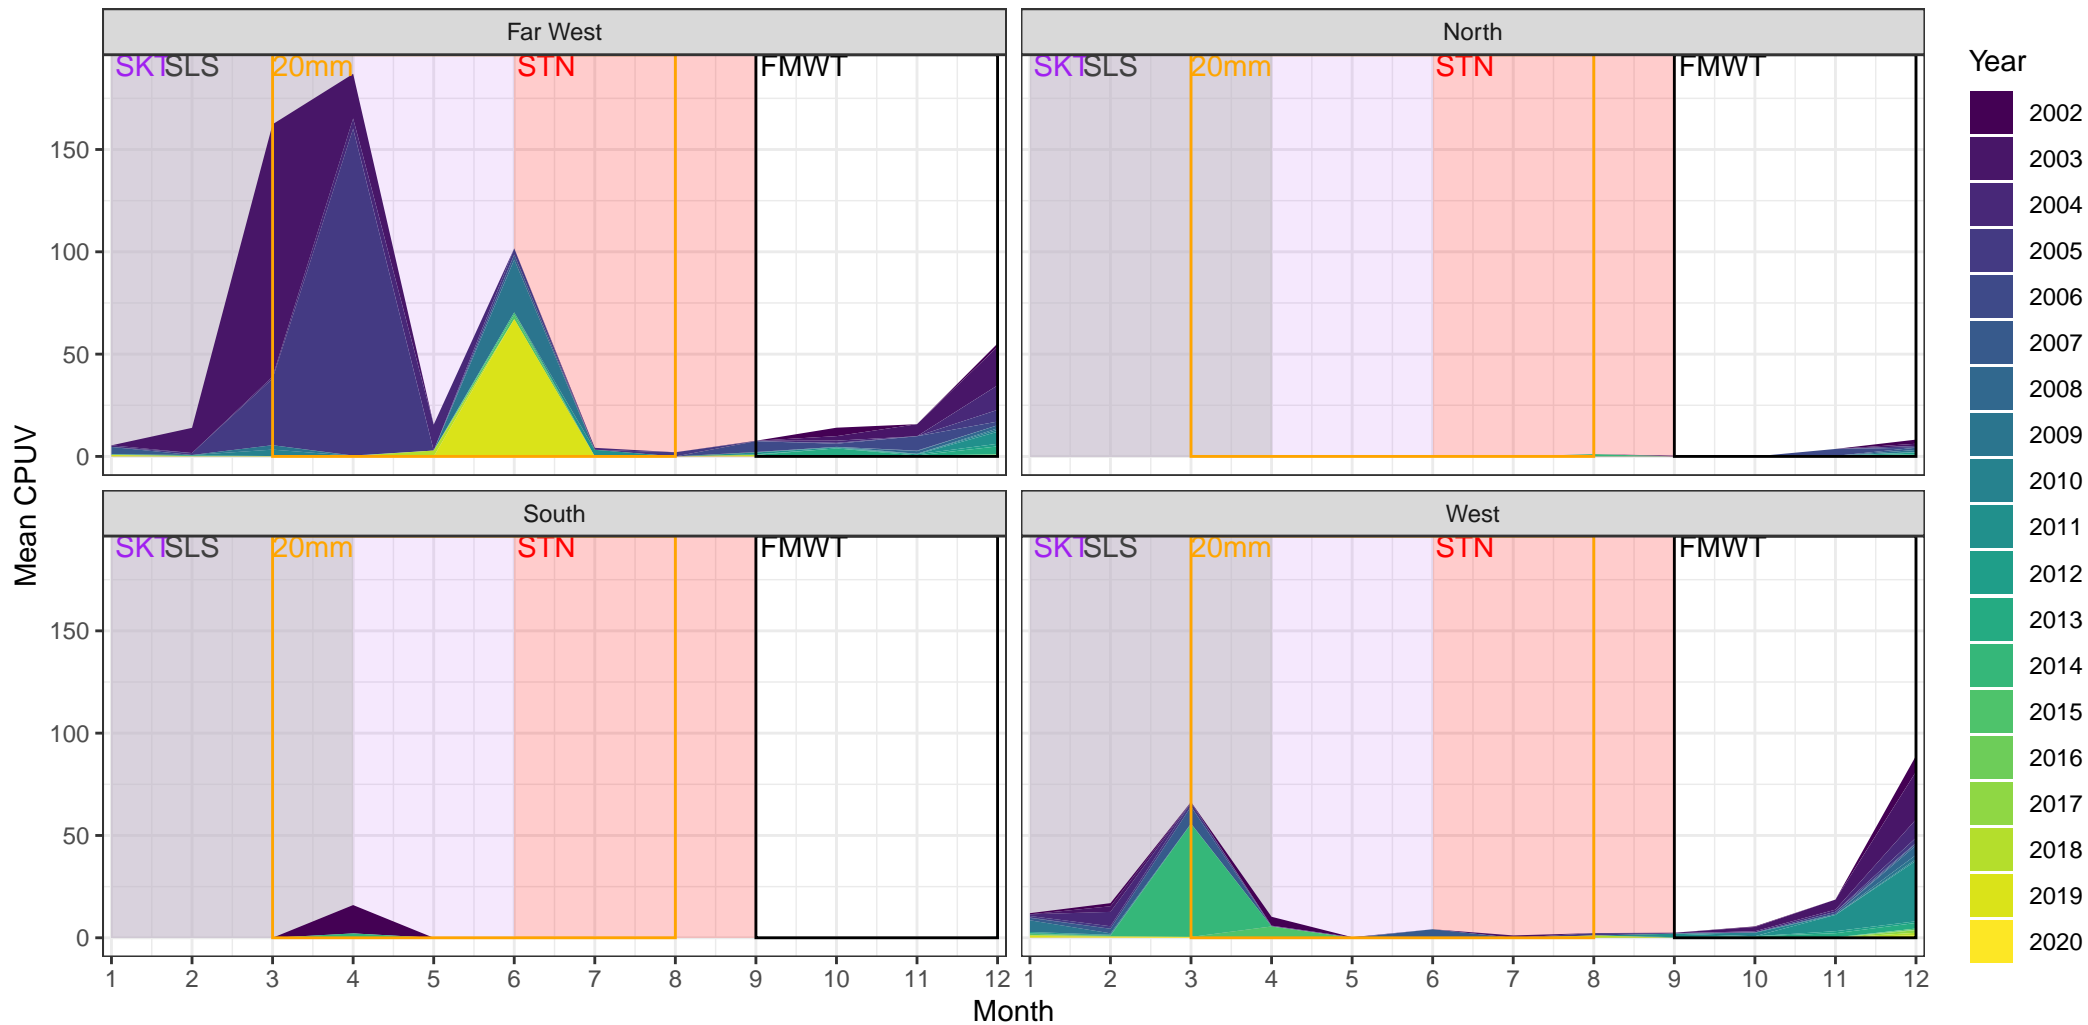 Far West
North
SKT SLS 20mm STN FMWT
SKT SLS 20mm STN FMWT
150
100
50
0
South
West
SKT SLS 20mm STN FMWT
SKT SLS 20mm STN FMWT
150
100
50
0
1 2 3 4 5 6 7 8 9 10 11 12
1 2 3 4 5 6 7 8 9 10 11 12
Month
Mean CPUV
Year
2002
2003
2004
2005
2006
2007
2008
2009
2010
2011
2012
2013
2014
2015
2016
2017
2018
2019
2020